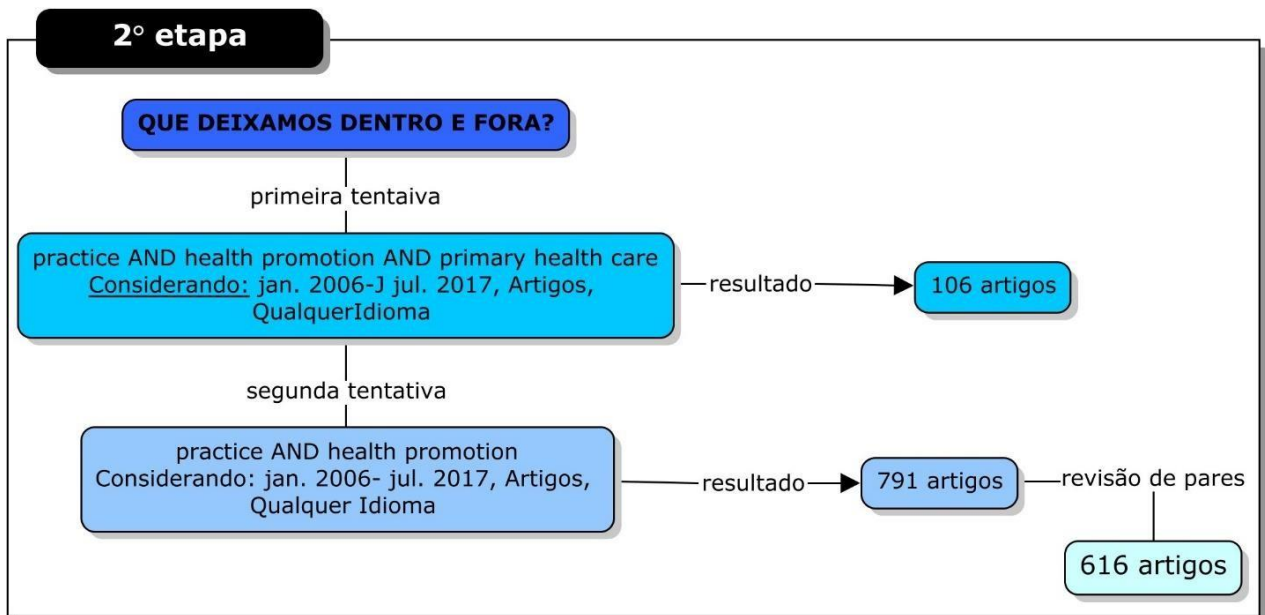 2° etapa
QUE DEIXAMOS DENTRO E FORA?
primeira tentaiva
practice AND health promotion AND primary health care
Considerando: jan. 2006-J jul. 2017, Artigos,
QualquerIdioma
resultado
106 artigos
segunda tentativa
practice AND health promotion
Considerando: jan. 2006- jul. 2017, Artigos,
Qualquer Idioma
resultado
791 artigos
revisão de pares
616 artigos